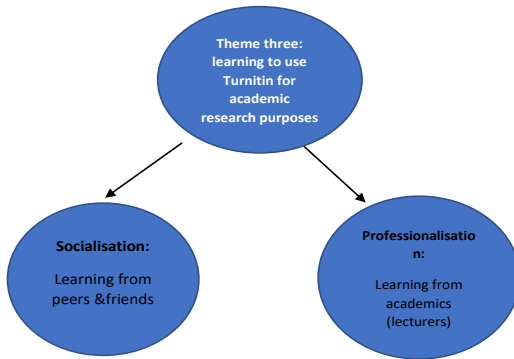 Theme three:
learning to use
Turnitin for
academic
research purposes
Socialisation:
Learning from
peers &friends
Professionalisatio
n:
Learning from
academics
(lecturers)